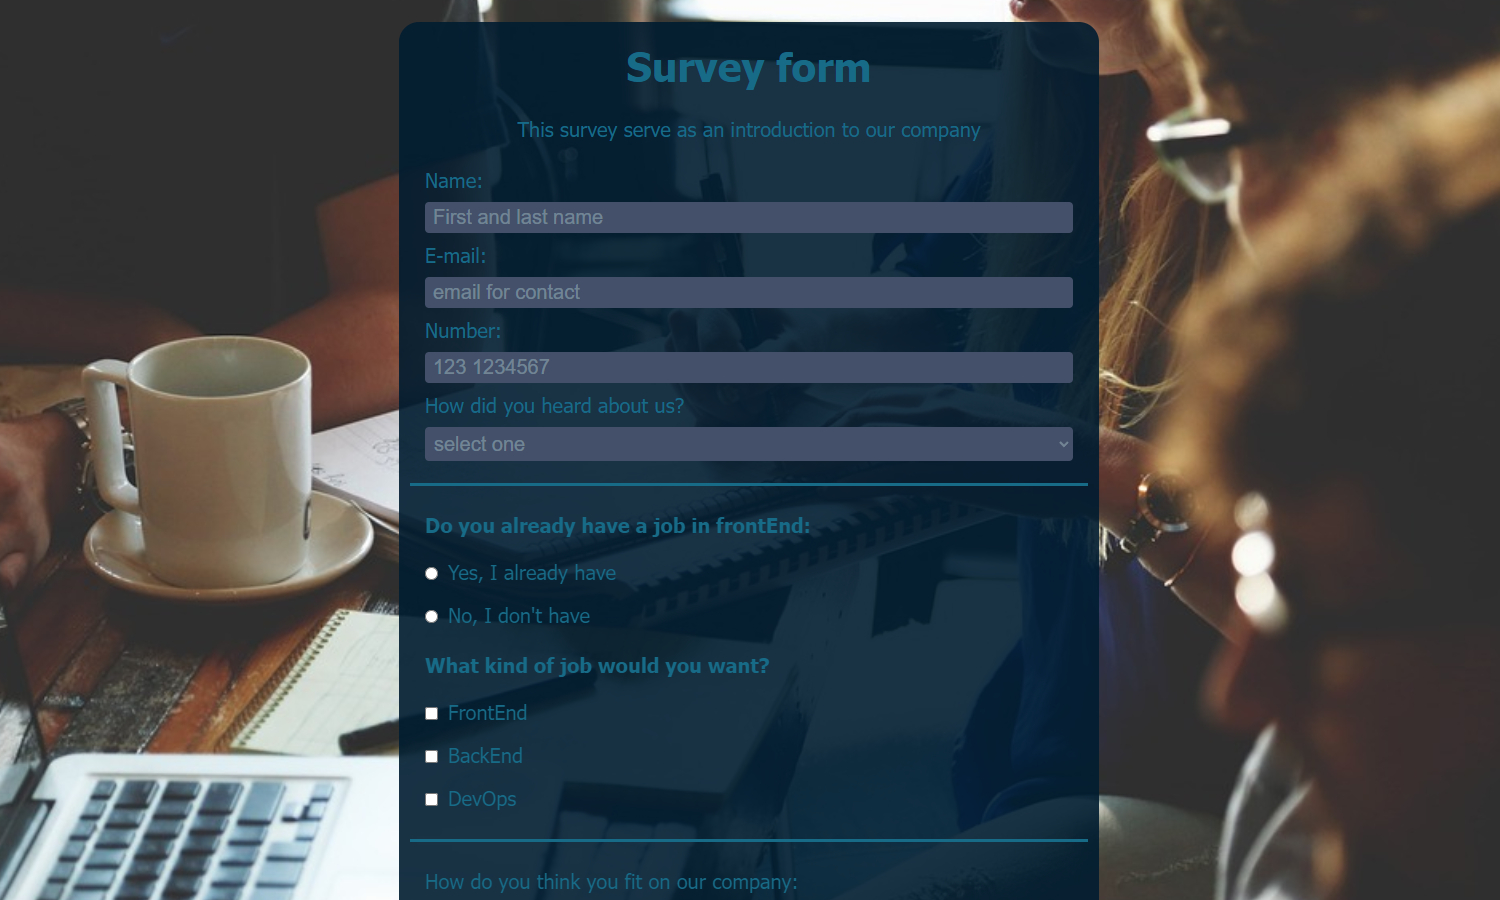 Survey form
This survey serve as an introduction to our company
Name:
First and last name
E-mail:
email for contact
Number:
123 1234567
How did you heard about us?
select one
Do you already have a job in frontEnd:
Yes, I already have
No, I don't have
What kind of job would you want?
FrontEnd
BackEnd
DevOps
How do you think you fit on our company: